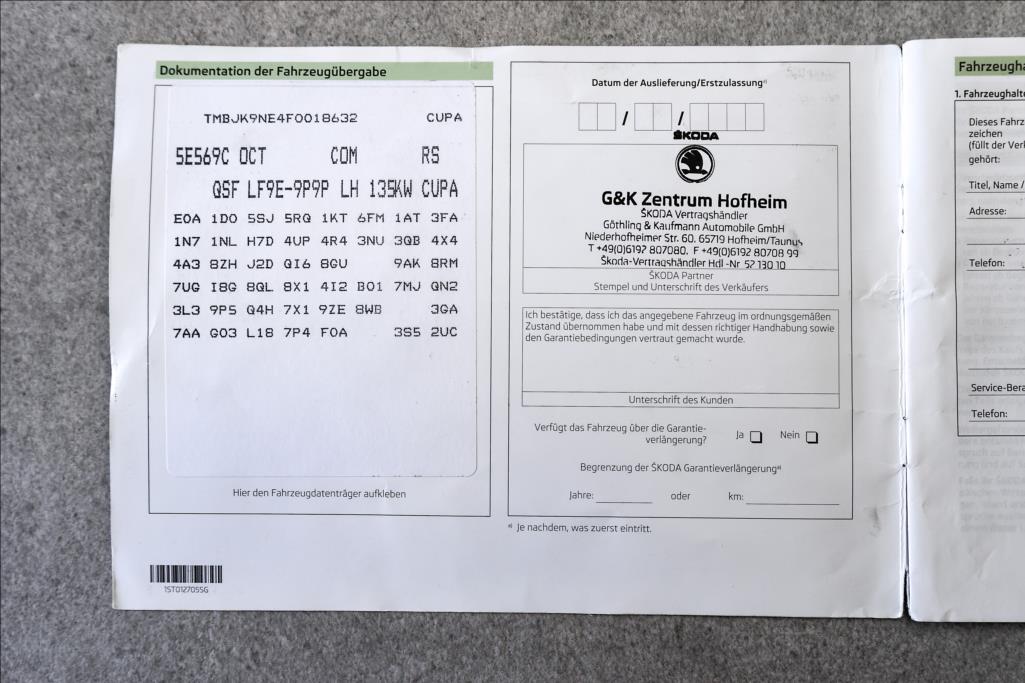 Dokumentation der Fahrzeugübergabe
TMBJK9NE4F0018632 CUPA
5E569C OCT COM RS
QSF LF9E-9P9P LH 135KW CUPA
E0A 1D0 5SJ 5RQ 1KT 6FM 1AT 3FA
1N7 1NL H7D 4UP 4R4 3NU 3QB 4X4
4A3 8ZH J2D QI6 8GU 9AK 8RM
7UG I8G 8QL 8X1 4I2 B01 7MJ QN2
3L3 9P5 Q4H 7X1 9ZE 8WB 3GA
7AA G03 L18 7P4 F0A 3S5 2UC
Hier den Fahrzeugdatenträger aufkleben
1ST012705SG
Datum der Auslieferung/Erstzulassung a)
/ /
ŠKODA
G&K Zentrum Hofheim
ŠKODA Vertragshändler
Göthling & Kaufmann Automobile GmbH
Niederhofheimer Str. 60. 65719 Hofheim/Taunus
T +49(0)6192 807080, F +49(0)6192 80708 99
Škoda-Vertragshändler Hdl -Nr 52 130 10
ŠKODA Partner
Stempel und Unterschrift des Verkäufers
Ich bestätige, dass ich das angegebene Fahrzeug im ordnungsgemäßen
Zustand übernommen habe und mit dessen richtiger Handhabung sowie
den Garantiebedingungen vertraut gemacht wurde.
Unterschrift des Kunden
Verfügt das Fahrzeug über die Garantie-
verlängerung? Ja Nein
Begrenzung der ŠKODA Garantieverlängerung a)
Jahre: oder km:
a) Je nachdem, was zuerst eintritt.
Fahrzeugha
1. Fahrzeughalte
Dieses Fahrz
zeichen
(füllt der Verk
gehört:
Titel, Name /
Adresse:
Telefon:
Service-Bera
Telefon: